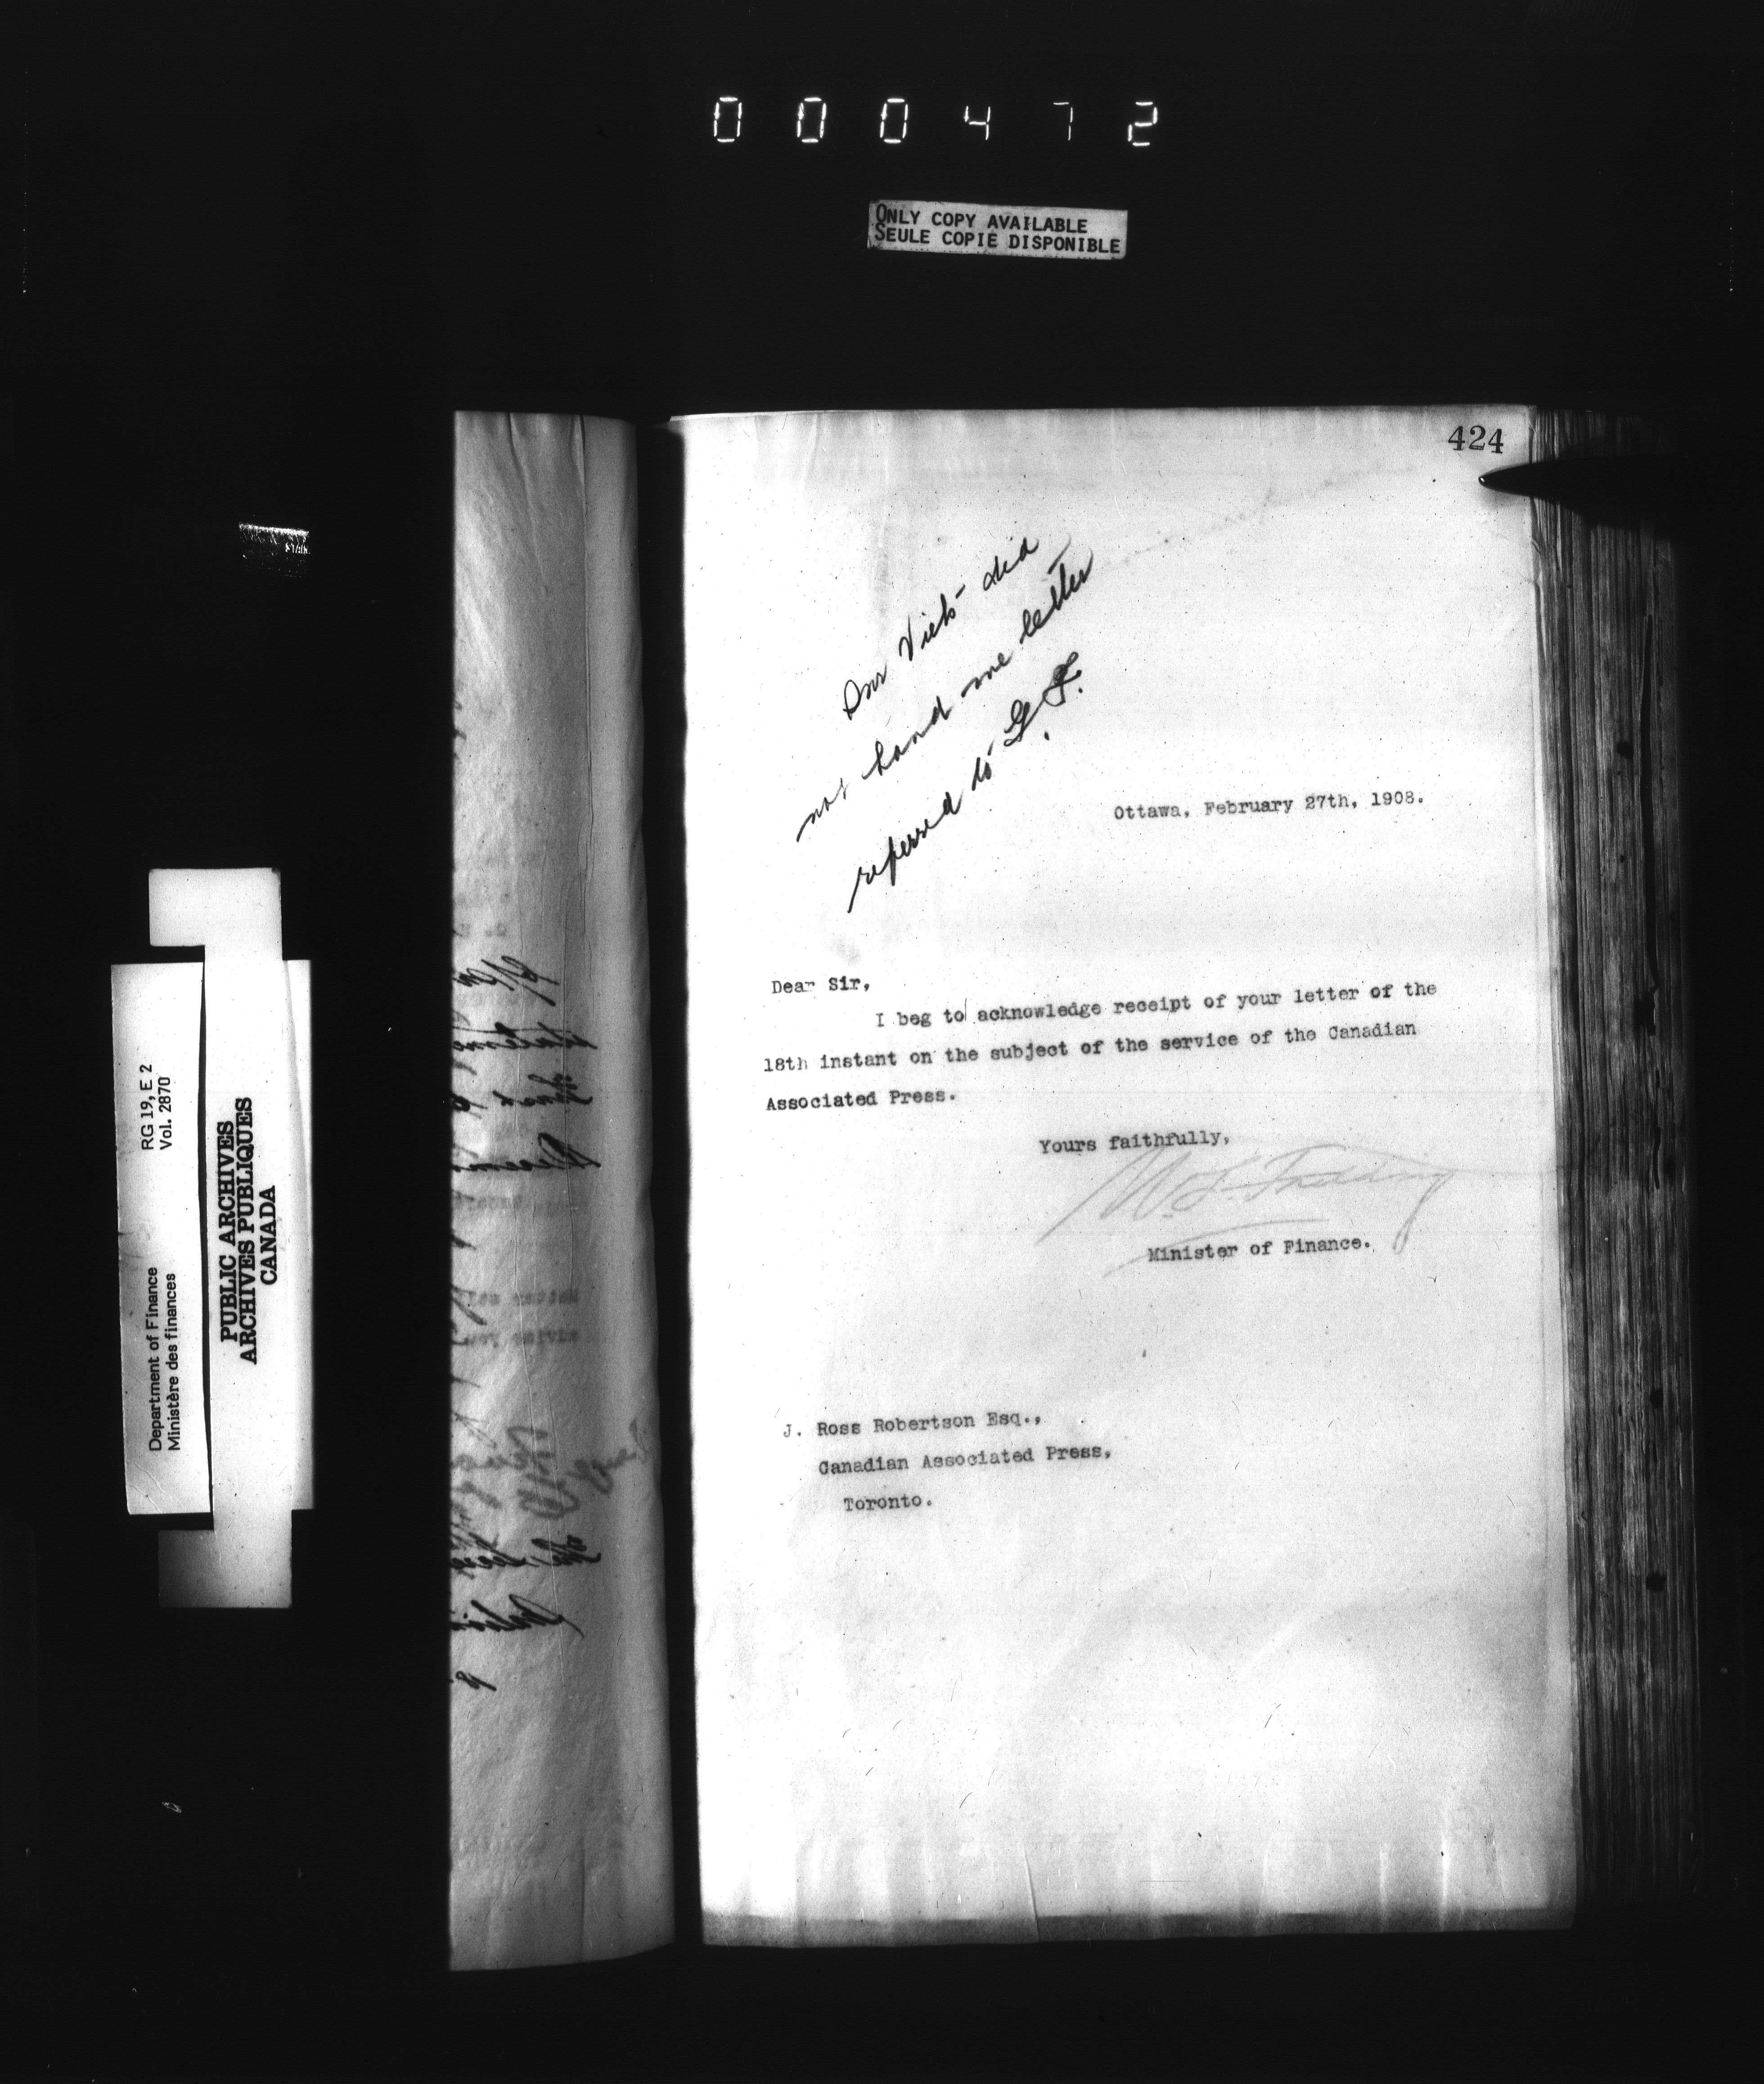 000472
ONLY COPY AVAILABLE
SEULE COPIE DISPONIBLE
424
did
not hand me letter
referred to G. F.
Ottawa, February 27th, 1908.
Dear Sir,
I beg to acknowledge receipt of your letter of the
18th instant on the subject of the service of the Canadian
Associated Press.
Yours faithfully,
W. S. Fielding
Minister of Finance.
J. Ross Robertson Esq.,
Canadian Associated Press,
Toronto.
Department of Finance RG 19, E 2
Ministère des finances Vol. 2870
PUBLIC ARCHIVES
ARCHIVES PUBLIQUES
CANADA